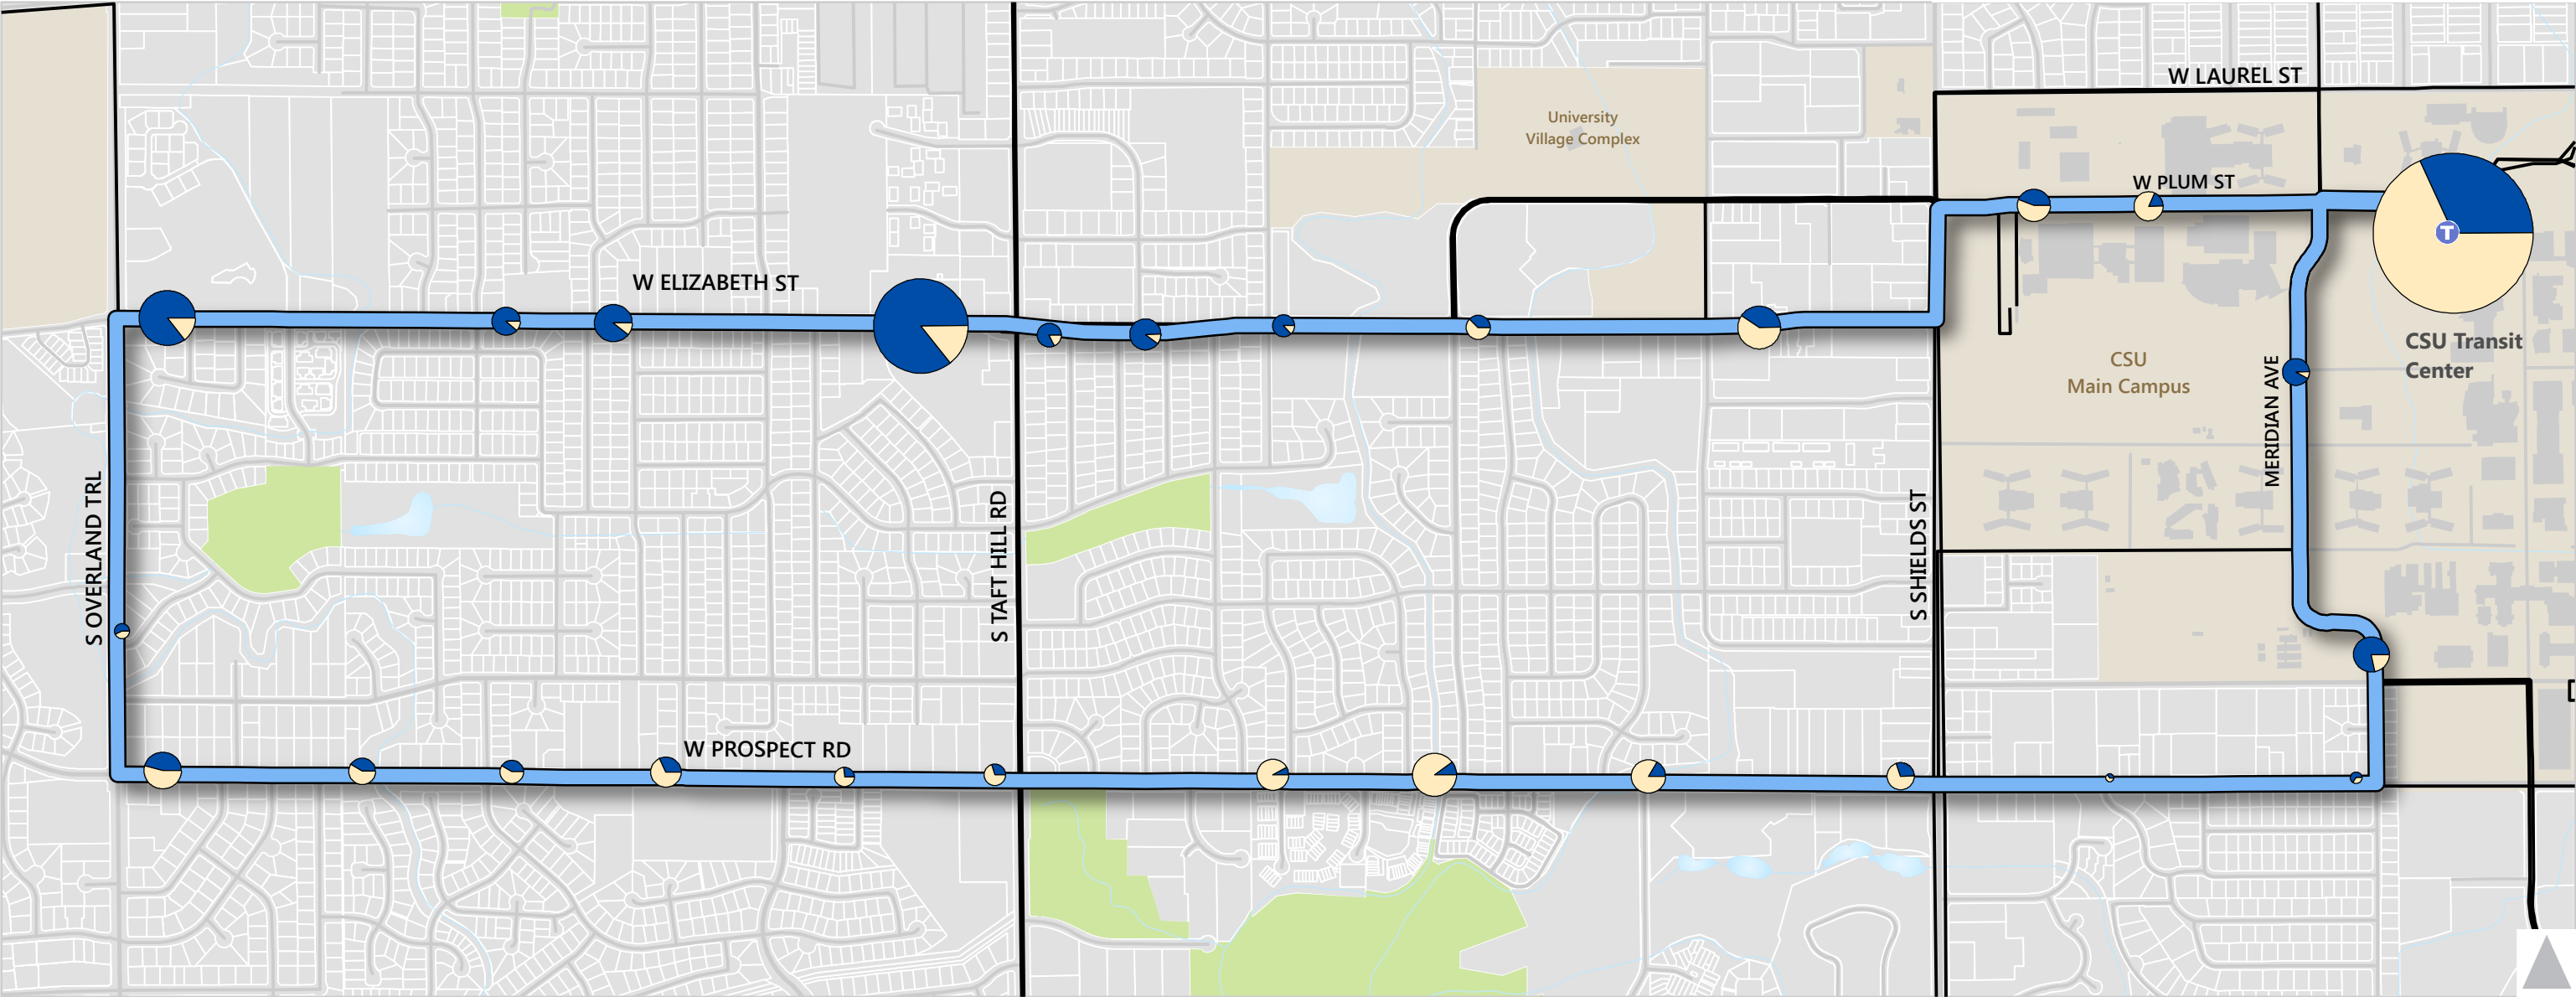 W LAUREL ST
University
Village Complex
W PLUM ST
T
W ELIZABETH ST
CSU Transit
Center
CSU
Main Campus
MERIDIAN AVE
S OVERLAND TRL
S TAFT HILL RD
S SHIELDS ST
W PROSPECT RD